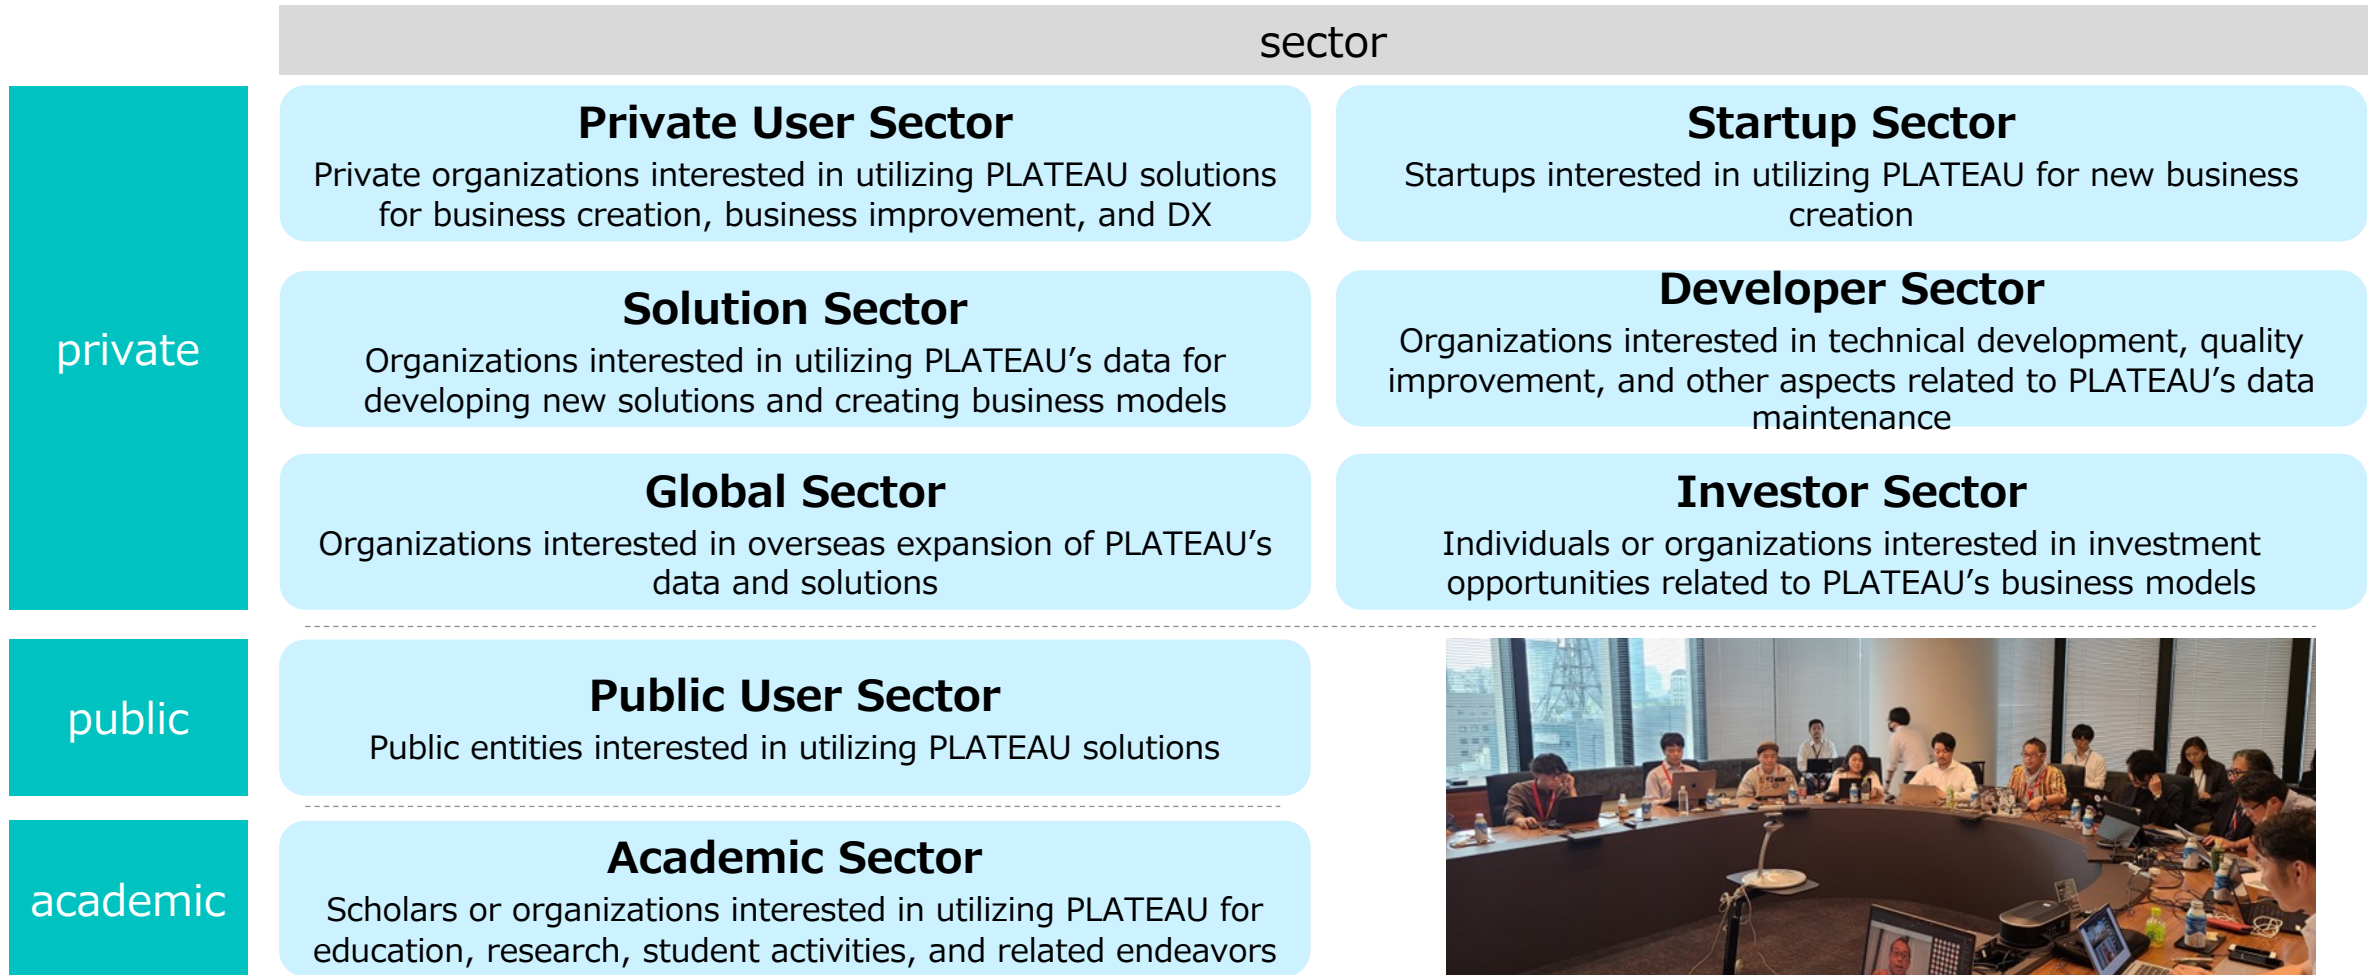 sector
private
Private User Sector
Private organizations interested in utilizing PLATEAU solutions
for business creation, business improvement, and DX
Startup Sector
Startups interested in utilizing PLATEAU for new business
creation
Solution Sector
Organizations interested in utilizing PLATEAU’s data for
developing new solutions and creating business models
Developer Sector
Organizations interested in technical development, quality
improvement, and other aspects related to PLATEAU’s data
maintenance
Global Sector
Organizations interested in overseas expansion of PLATEAU’s
data and solutions
Investor Sector
Individuals or organizations interested in investment
opportunities related to PLATEAU’s business models
public
Public User Sector
Public entities interested in utilizing PLATEAU solutions
academic
Academic Sector
Scholars or organizations interested in utilizing PLATEAU for
education, research, student activities, and related endeavors